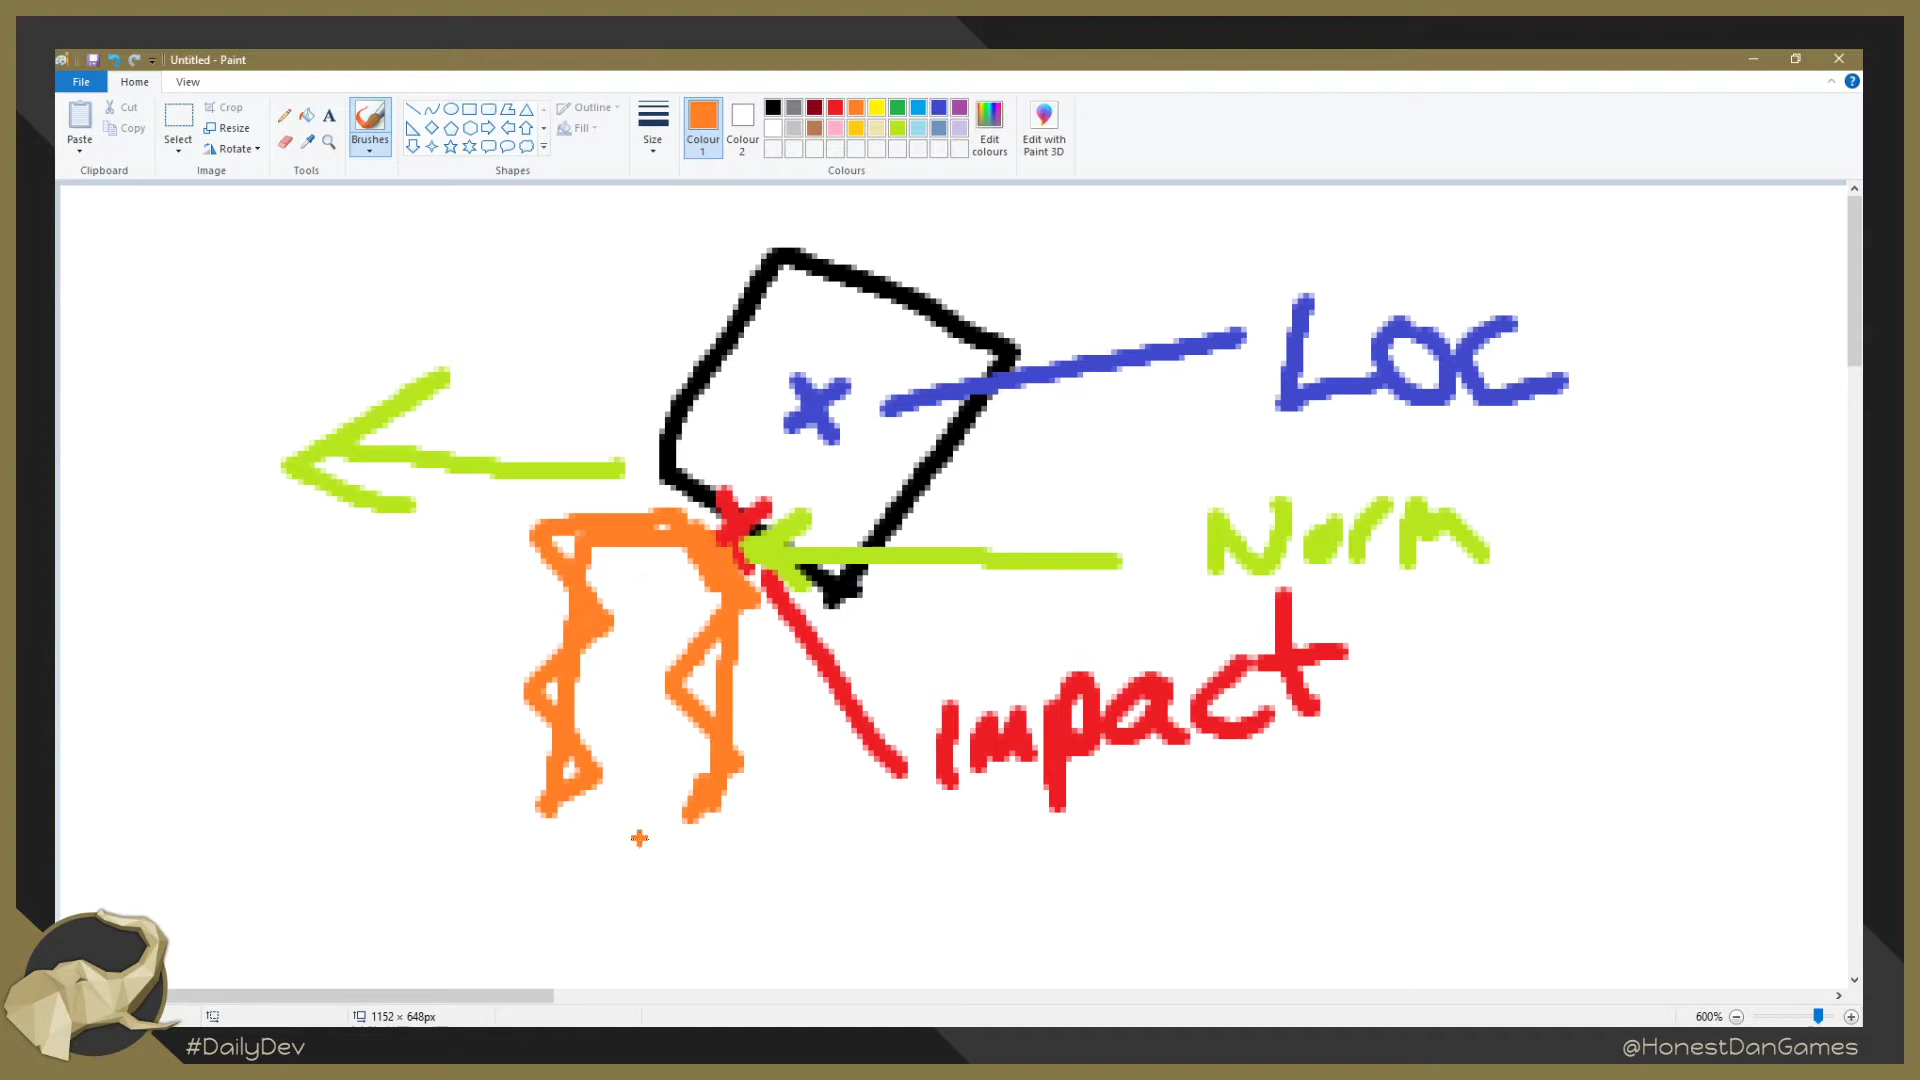 Untitled - Paint
File Home View
Paste
Cut
Copy
Clipboard
Select
Crop
Resize
Rotate
Image
A
Tools
Brushes
Outline
Fill
Shapes
Size
Colour 1
Colour 2
Edit colours
Colours
Edit with Paint 3D
Loc
Norm
Impact
1152 × 648px
600%
#DailyDev
@HonestDanGames